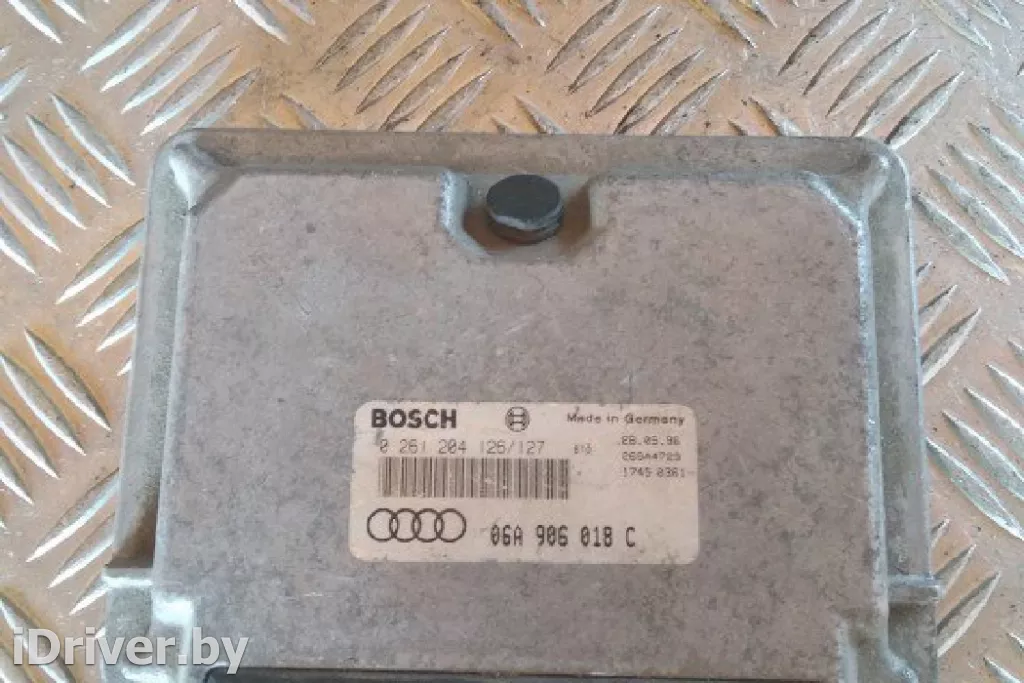 BOSCH
Made in Germany
0 261 204 126/127
28.05.96
1745 0361
06A 906 018 C
iDriver.by